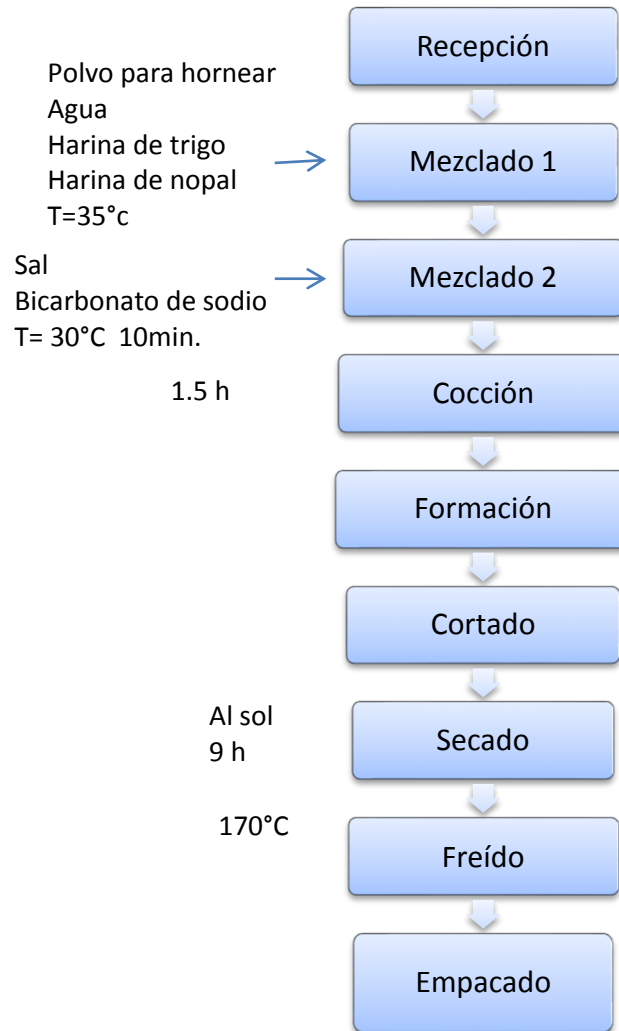 Recepción
Polvo para hornear
Agua
Harina de trigo
Harina de nopal
T=35°c
Mezclado 1
Sal
Bicarbonato de sodio
T= 30°C 10min.
Mezclado 2
1.5 h
Cocción
Formación
Cortado
Al sol
9 h
Secado
170°C
Freído
Empacado